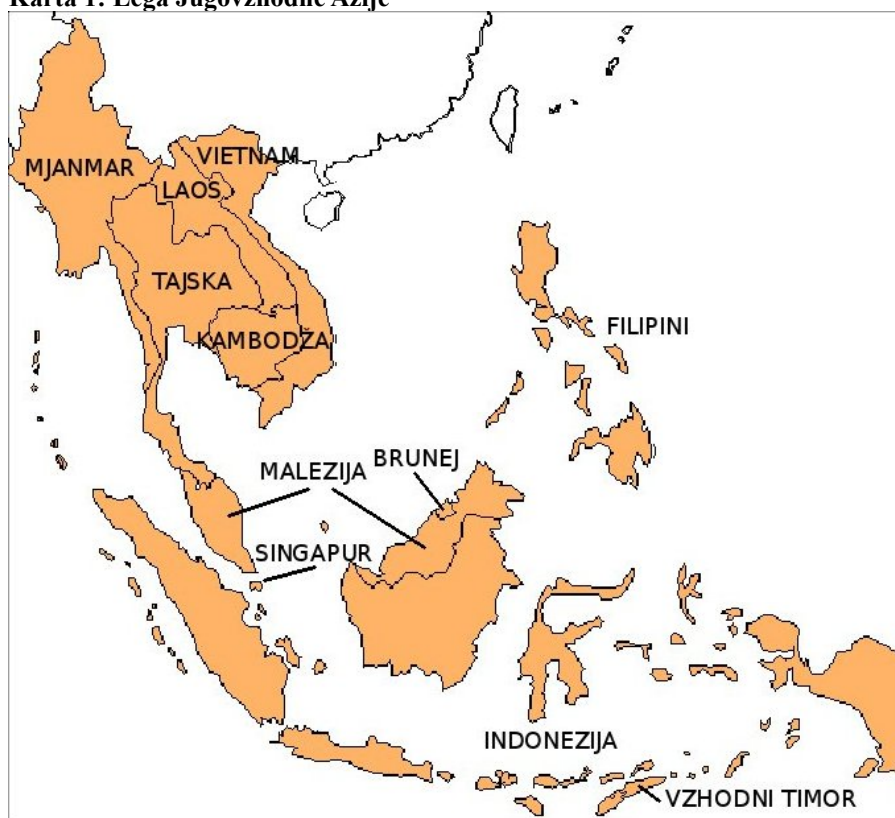 Karta 1: Lega Jugovzhodne Azije
MJANMAR
VIETNAM
LAOS
TAJSKA
KAMBODŽA
FILIPINI
MALEZIJA
BRUNEJ
SINGAPUR
INDONEZIJA
VZHODNI TIMOR